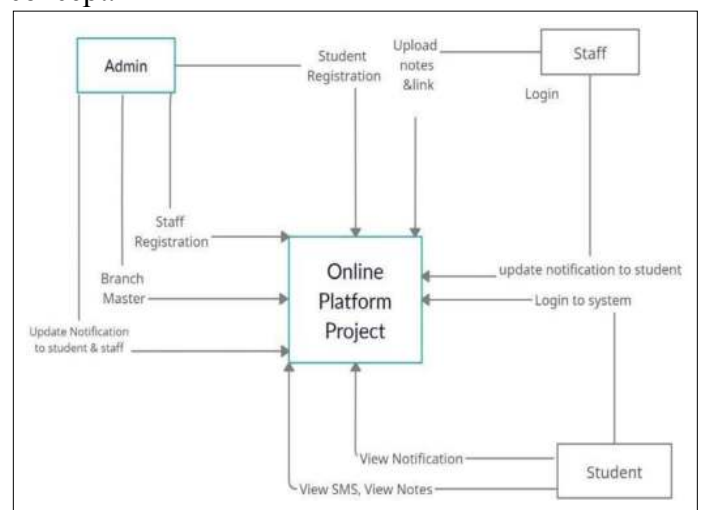 Admin
Student
Registration
Upload
notes
&link
Staff
Login
Staff
Registration
Branch
Master
Update Notification
to student & staff
Online
Platform
Project
update notification to student
Login to system
View Notification
View SMS, View Notes
Student